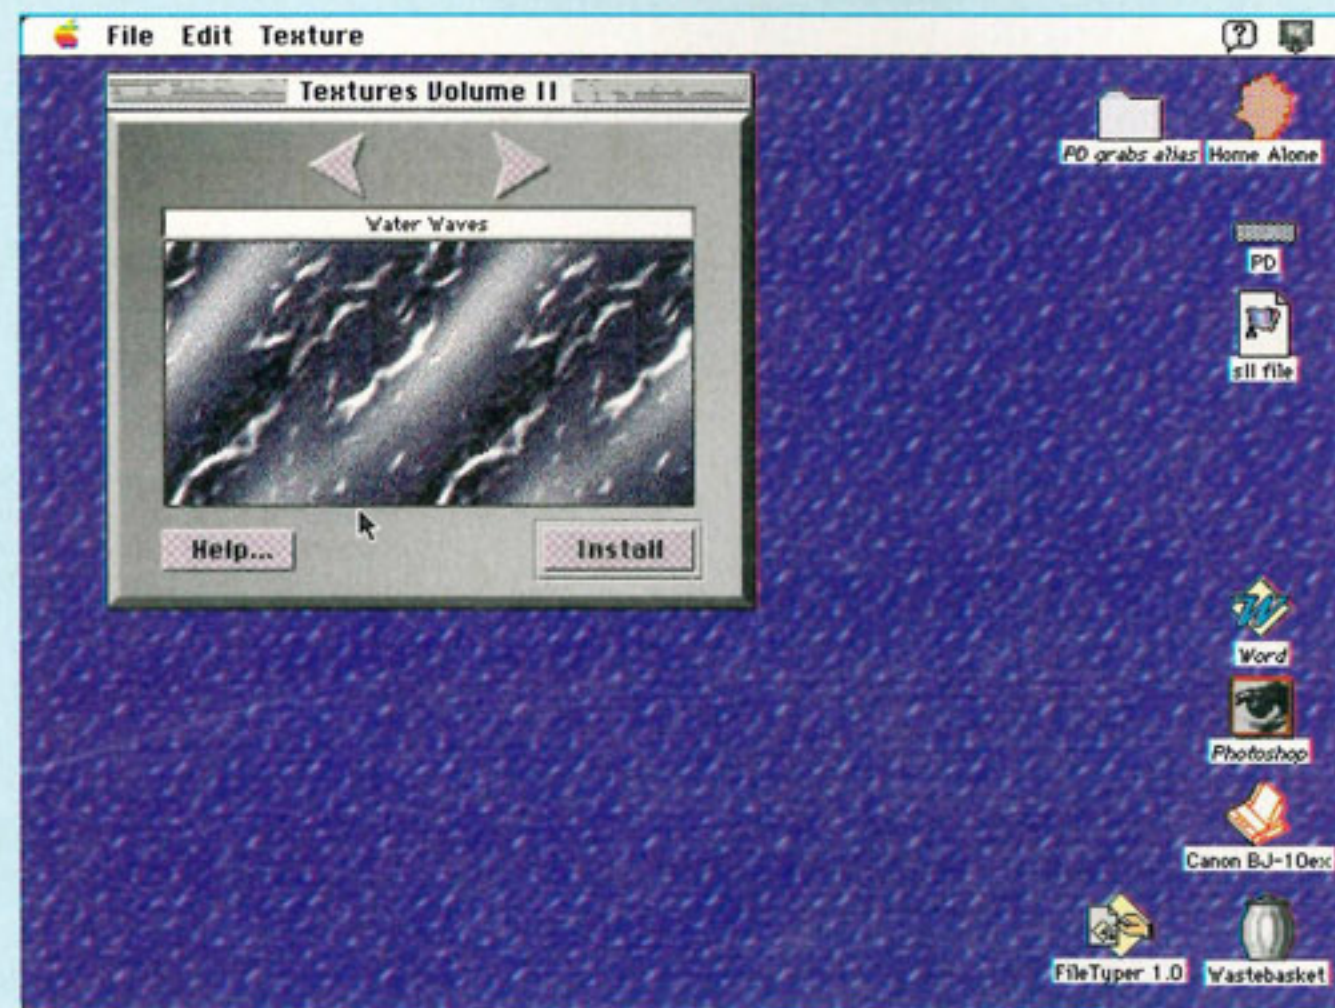 File Edit Texture
Textures Volume II
Water Waves
Help...
Install
PD grabs alias
Home Alone
PD
sll file
Word
Photoshop
Canon BJ-10ex
FileTyper 1.0
Wastebasket